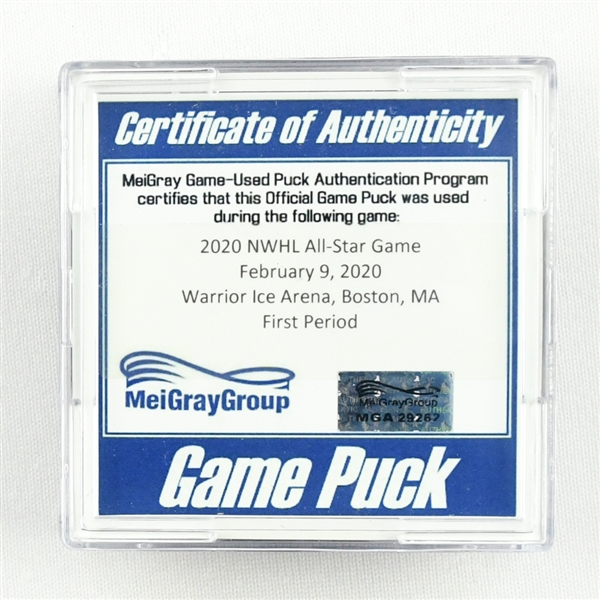 Certificate of Authenticity
MeiGray Game-Used Puck Authentication Program
certifies that this Official Game Puck was used
during the following game:
2020 NWHL All-Star Game
February 9, 2020
Warrior Ice Arena, Boston, MA
First Period
MeiGrayGroup
MeiGrayGroup
MGA 29267
Game Puck